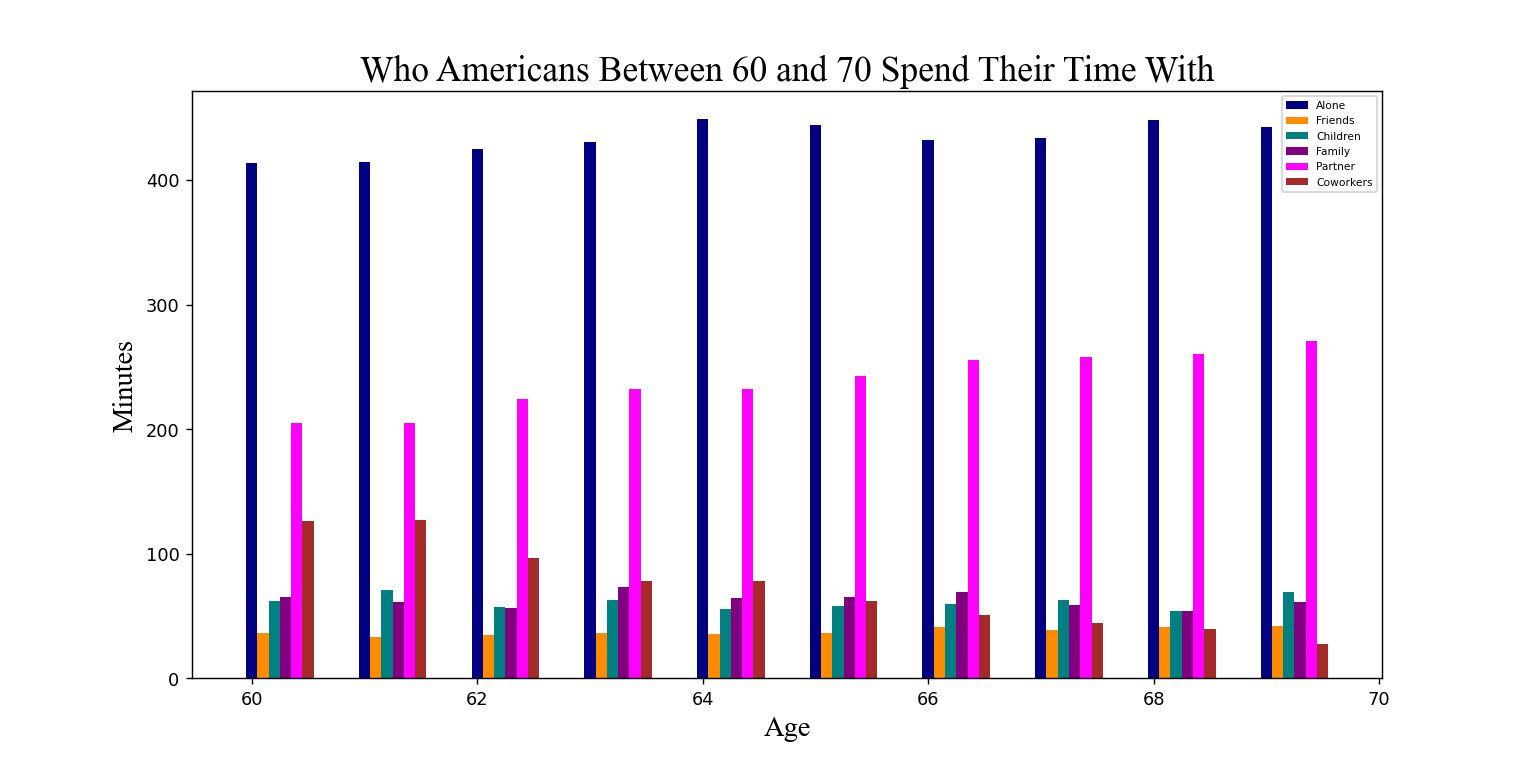 Who Americans Between 60 and 70 Spend Their Time With
Alone
Friends
Children
Family
Partner
Coworkers
400
300
200
100
0
Minutes
60 62 64 66 68 70
Age